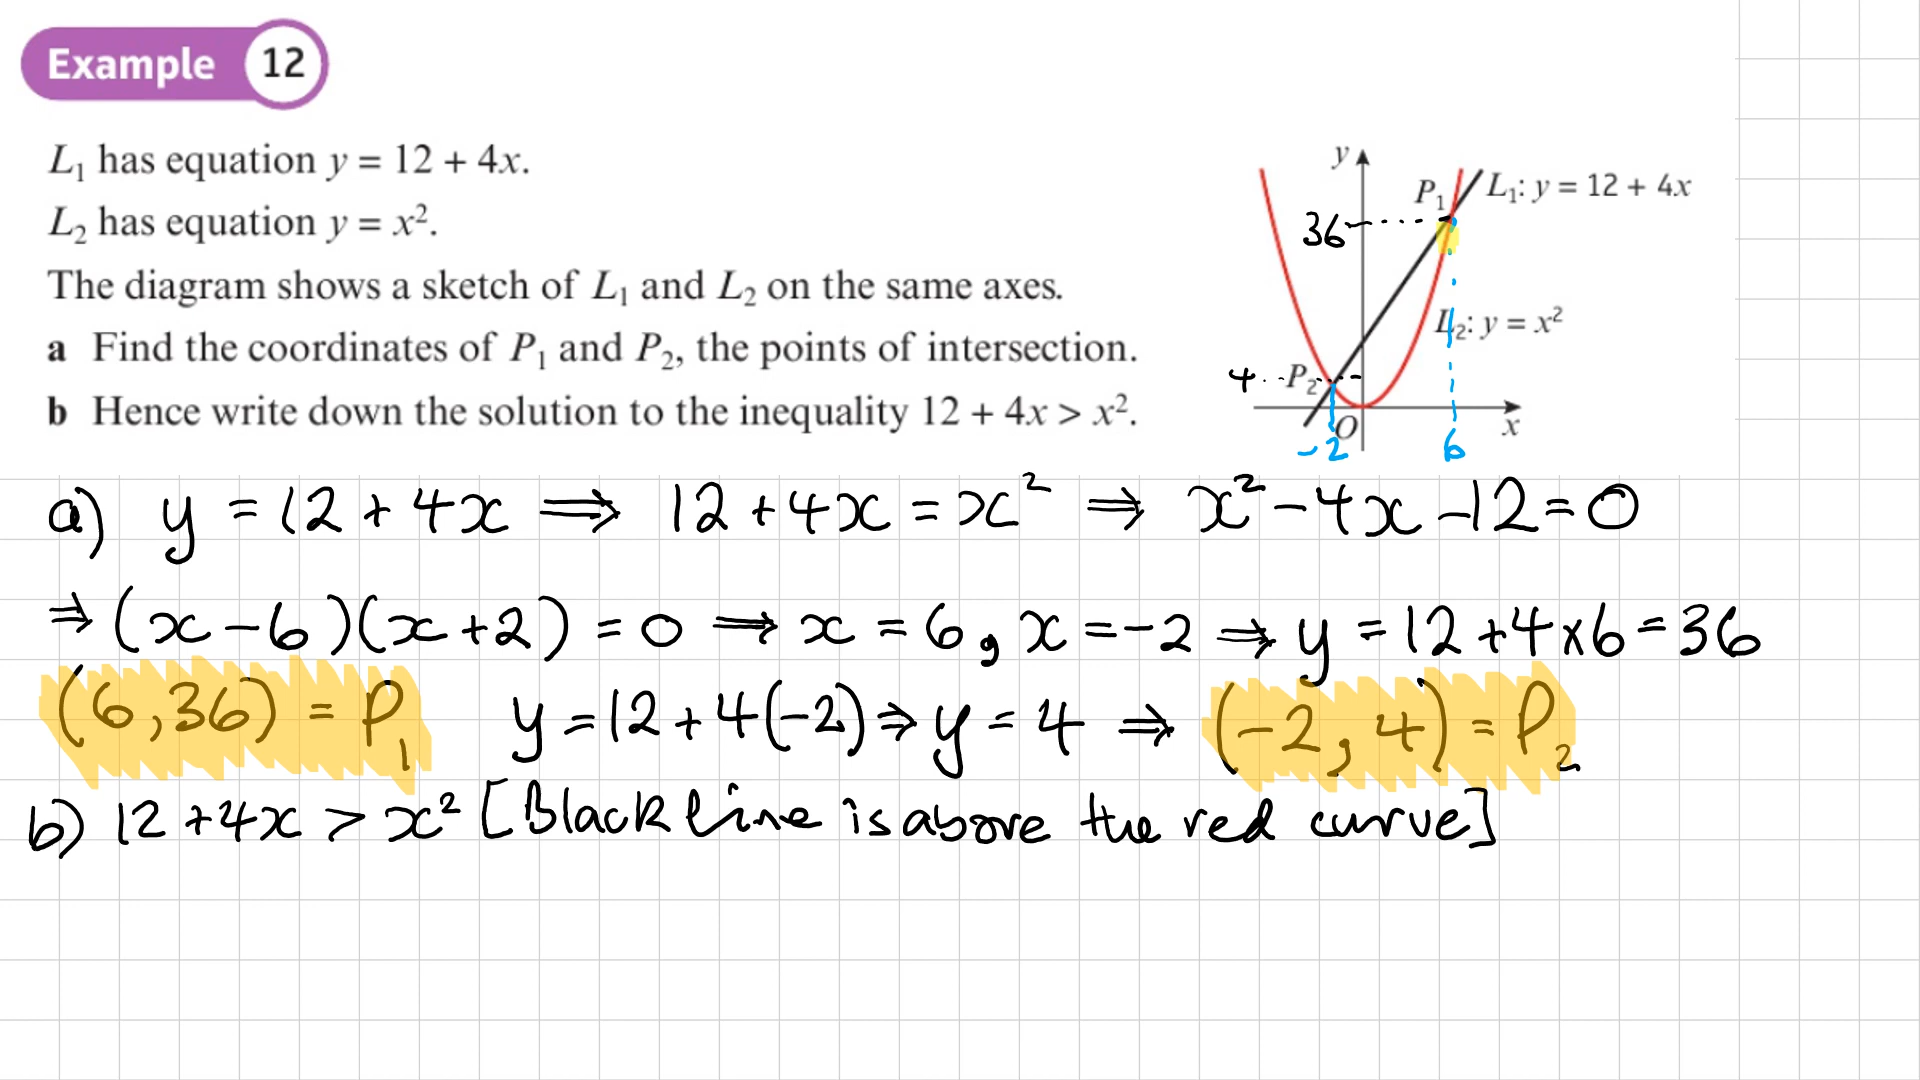 Example 12
L₁ has equation y = 12 + 4x.
L₂ has equation y = x².
The diagram shows a sketch of L₁ and L₂ on the same axes.
a Find the coordinates of P₁ and P₂, the points of intersection.
b Hence write down the solution to the inequality 12 + 4x > x².
y
P₁
L₁: y = 12 + 4x
36
L₂: y = x²
4
P₂
O
x
-2
6
a) y = 12 + 4x ⟹ 12 + 4x = x² ⟹ x² - 4x - 12 = 0
⇒ (x - 6)(x + 2) = 0 ⟹ x = 6, x = -2 ⟹ y = 12 + 4 × 6 = 36
(6, 36) = P₁ y = 12 + 4(-2) ⇒ y = 4 ⟹ (-2, 4) = P₂
b) 12 + 4x > x² [Black line is above the red curve]